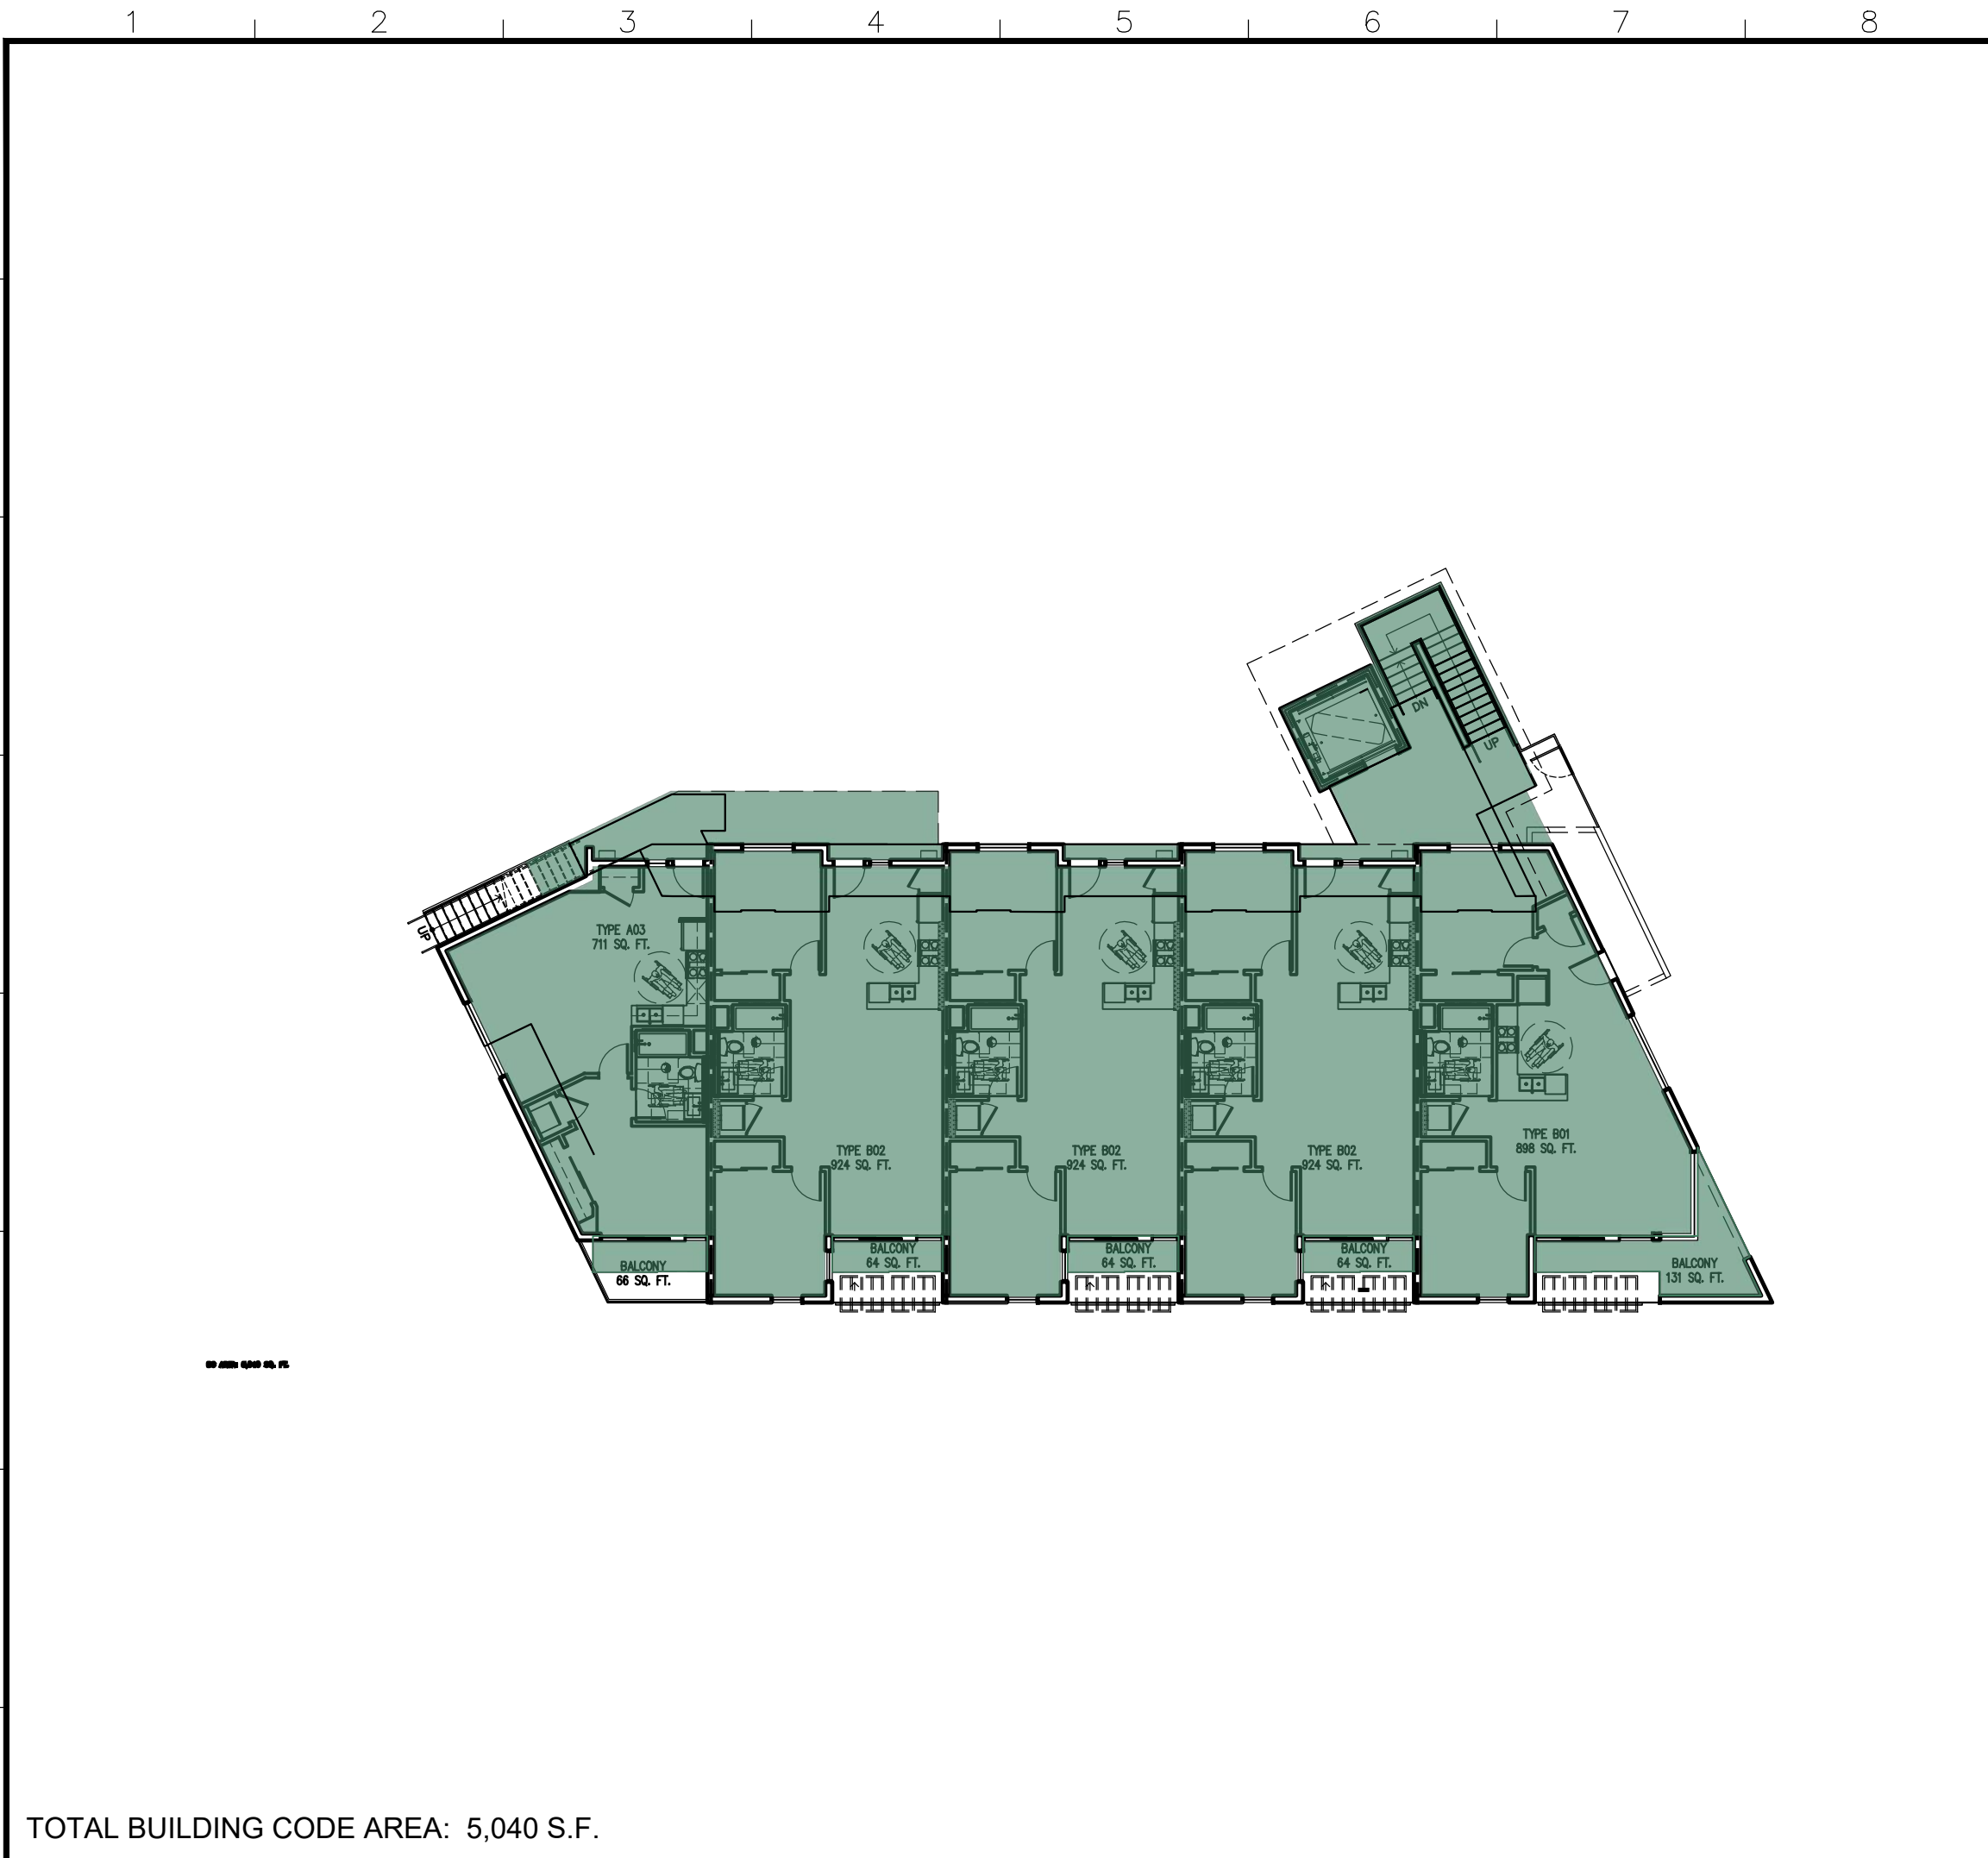 1 2 3 4 5 6 7 8
DN
UP
UP
TYPE A03
711 SQ. FT.
TYPE B01
898 SQ. FT.
TYPE B02
924 SQ. FT.
TYPE B02
924 SQ. FT.
TYPE B02
924 SQ. FT.
BALCONY
66 SQ. FT.
BALCONY
64 SQ. FT.
BALCONY
64 SQ. FT.
BALCONY
64 SQ. FT.
BALCONY
131 SQ. FT.
SQ. FT.
TOTAL BUILDING CODE AREA: 5,040 S.F.